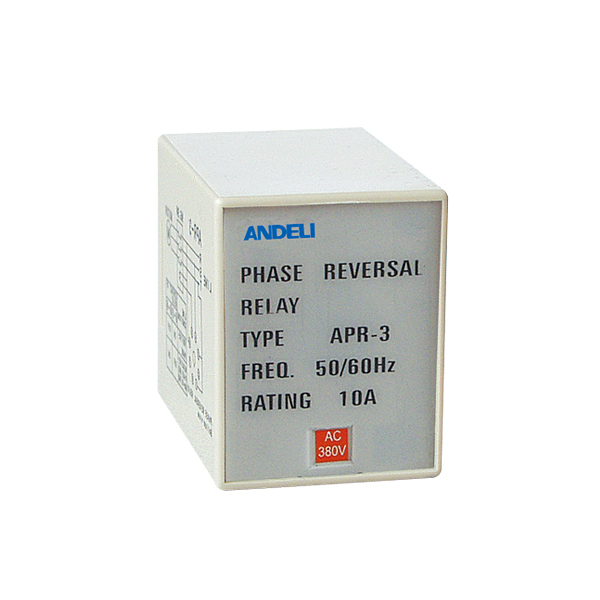 ANDELI
PHASE REVERSAL
RELAY
TYPE APR-3
FREQ. 50/60Hz
RATING 10A
AC
380V